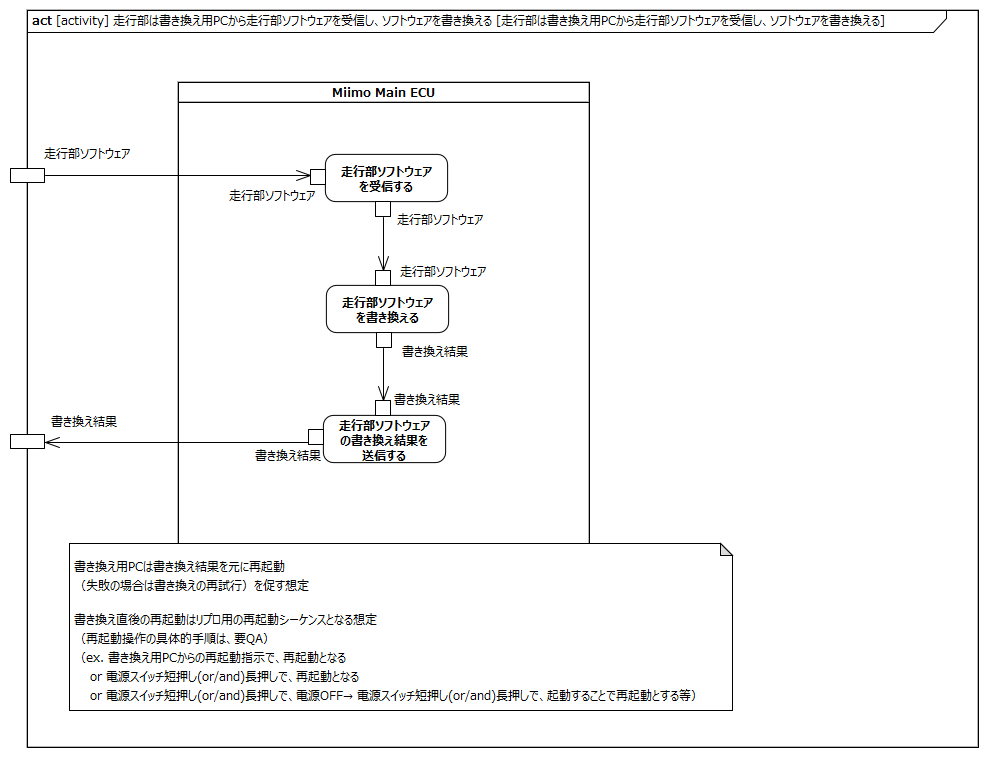 act [activity] 走行部は書き換え用PCから走行部ソフトウェアを受信し、ソフトウェアを書き換える [走行部は書き換え用PCから走行部ソフトウェアを受信し、ソフトウェアを書き換える]
Miimo Main ECU
走行部ソフトウェア
走行部ソフトウェア
を受信する
走行部ソフトウェア
走行部ソフトウェア
走行部ソフトウェア
走行部ソフトウェア
を書き換える
書き換え結果
書き換え結果
書き換え結果
走行部ソフトウェア
の書き換え結果を
送信する
書き換え結果
書き換え用PCは書き換え結果を元に再起動
（失敗の場合は書き換えの再試行）を促す想定
書き換え直後の再起動はリプロ用の再起動シーケンスとなる想定
（再起動操作の具体的手順は、要QA）
（ex. 書き換え用PCからの再起動指示で、再起動となる
or 電源スイッチ短押し(or/and)長押しで、再起動となる
or 電源スイッチ短押し(or/and)長押しで、電源OFF→ 電源スイッチ短押し(or/and)長押しで、起動することで再起動とする等）